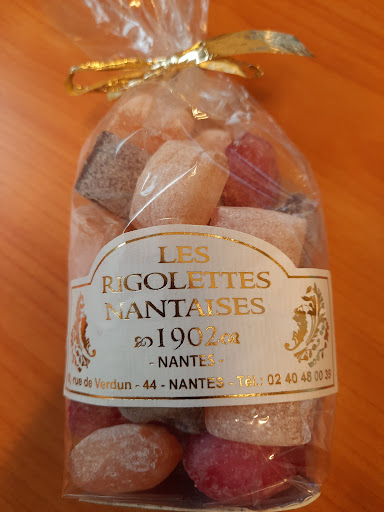 LES
RIGOLETTES
NANTAISES
1902
- NANTES -
rue de Verdun - 44 - NANTES - Tél.: 02 40 48 00 39